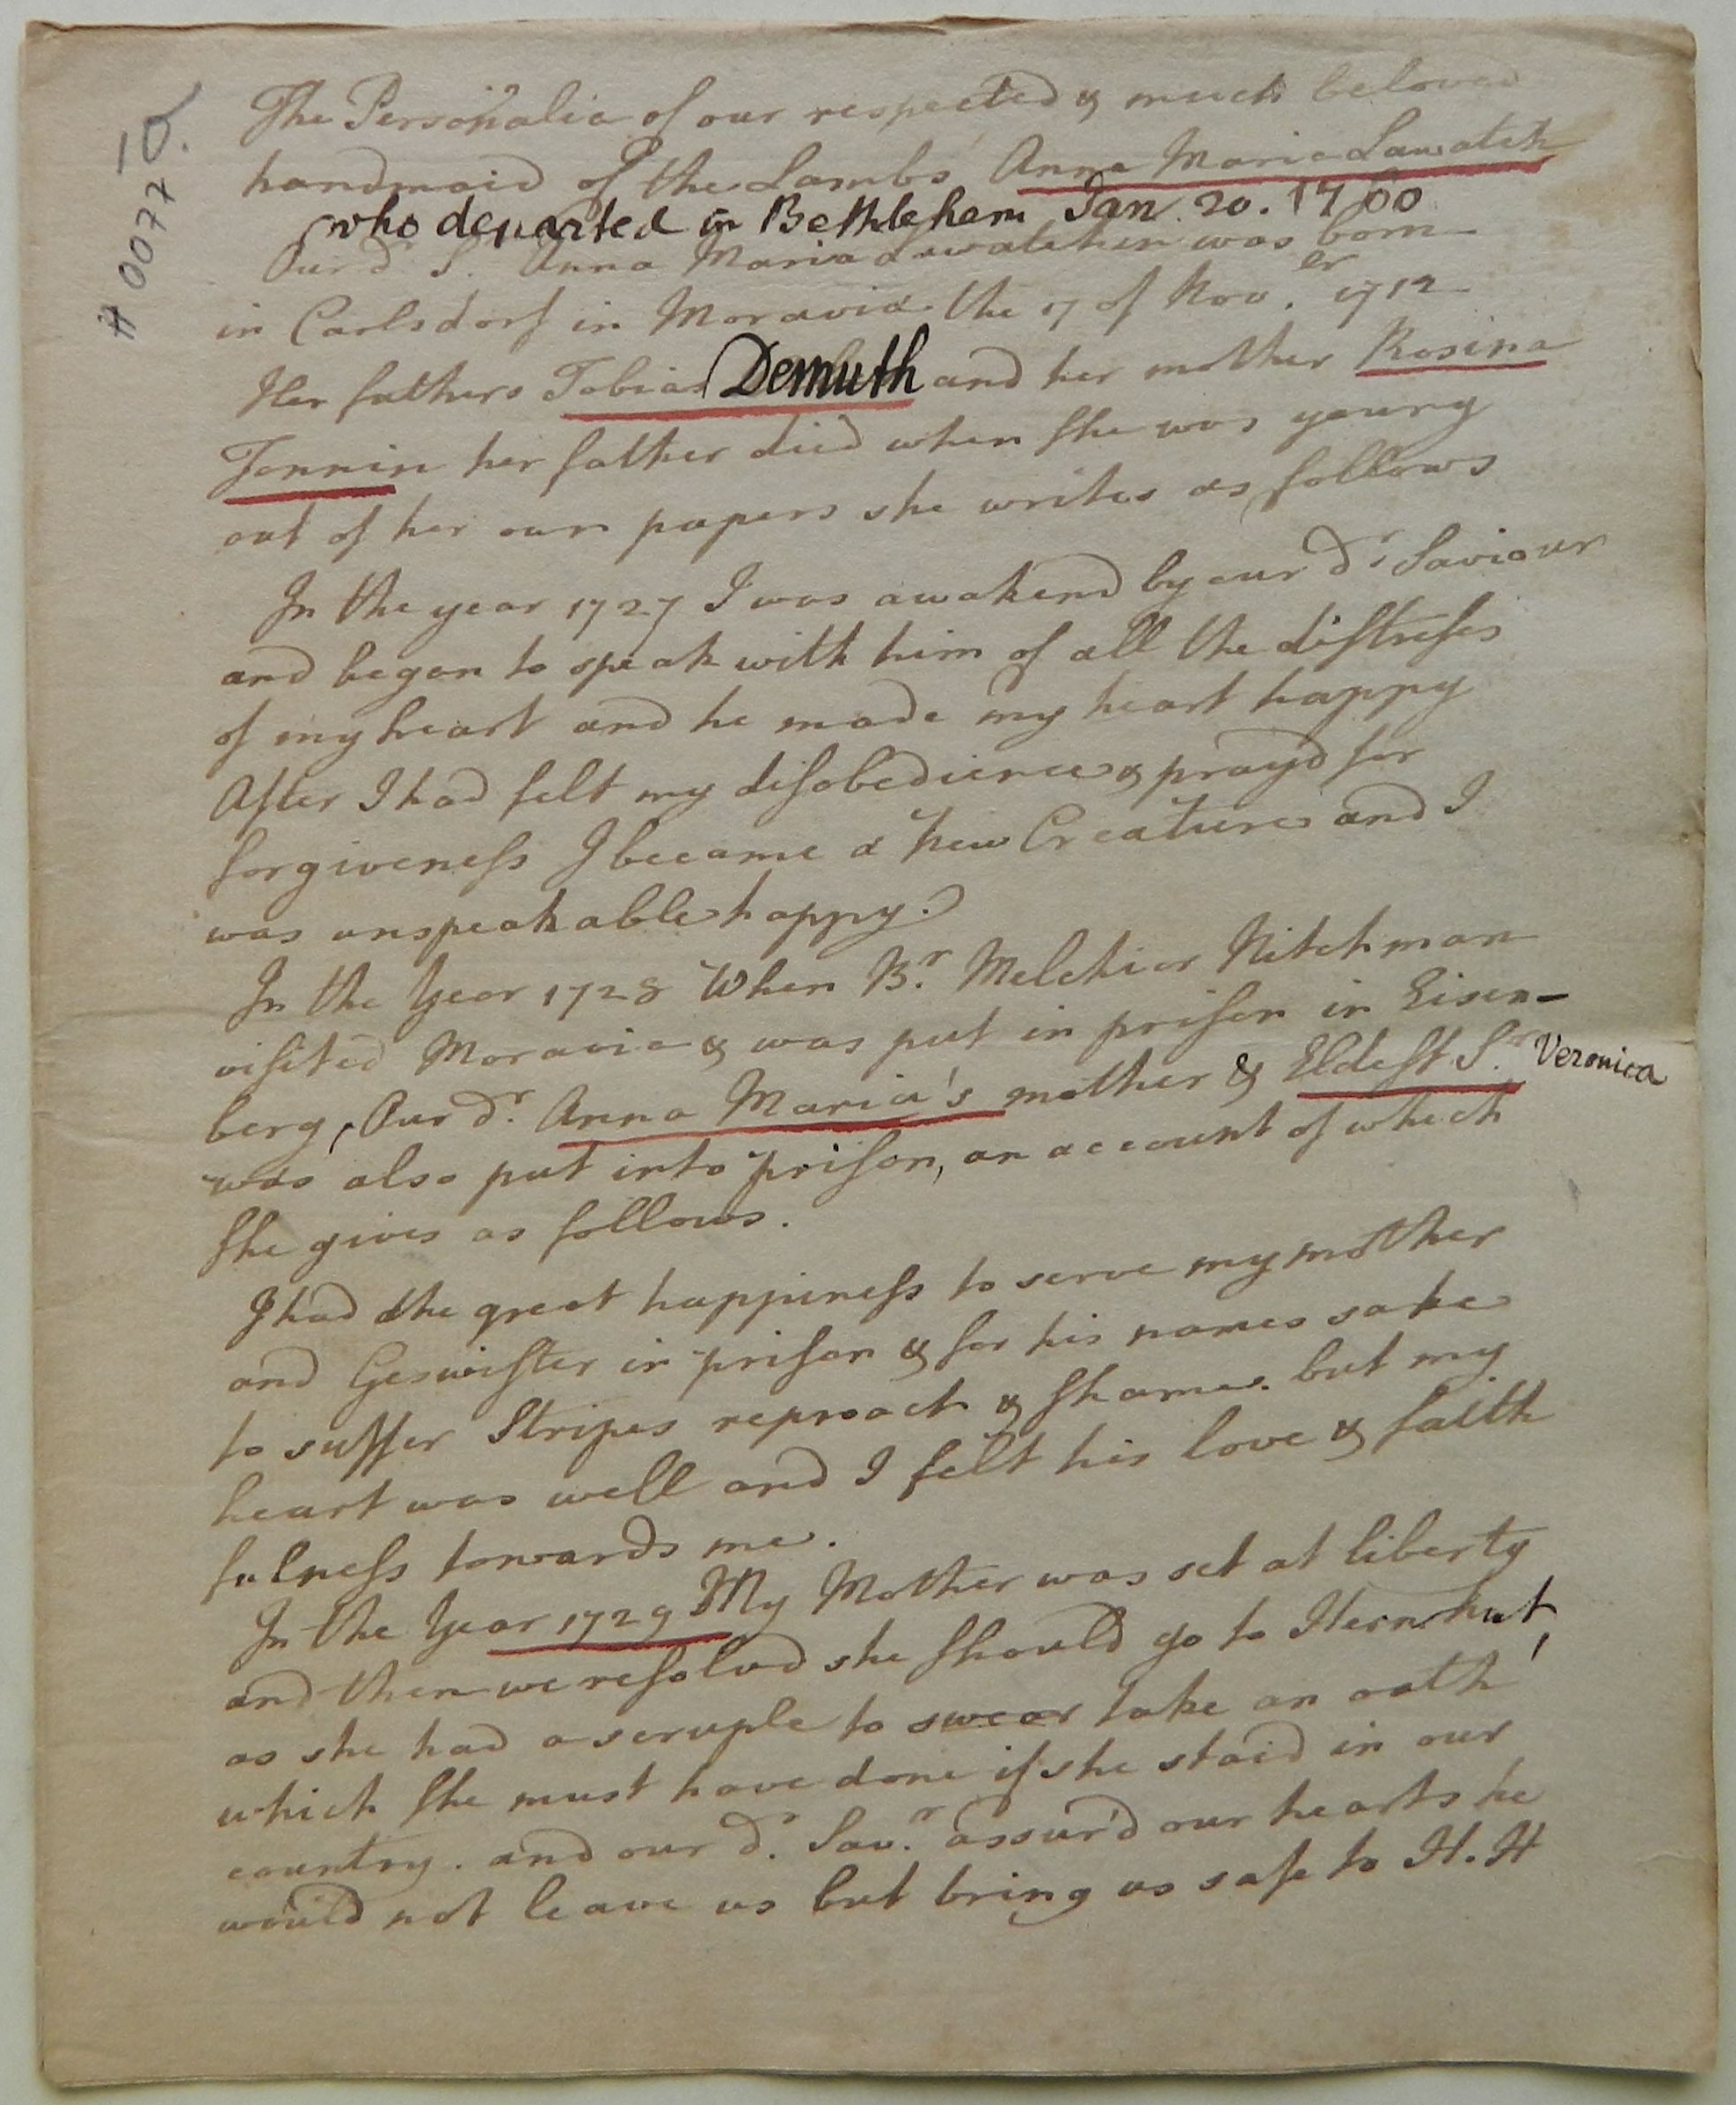 H 0077 Q.
The Personalia of our respected & much beloved
handmaid of the Lambs Anna Maria Lawatch
who departed in Bethlehem Jan. 20. 1760
Our d.r S. Anna Maria Lawatchin was born
in Carlsdorf in Moravia the 17 of Nov.er 1712
Her fathers Tobias Demuth and her mother Rosina
Tonnin her father died when she was young
out of her own papers she writes as follows
In the year 1727 I was awakend by our d.r Saviour
and began to speak with him of all the distreses
of my heart and he made my heart happy
After I had felt my disobedience & prayd for
forgiveness I became a New Creature and I
was unspeakable happy.
In the Year 1728 When B.r Melchior Nitchman
visited Moravia & was put in prison in Eisen-
berg, Our d.r Anna Maria's mother & Eldest S.r Veronica
was also put into prison, an account of which
she gives as follows.
I had the great happiness to serve my mother
and Geswister in prison & for his names sake
to suffer Stripes reproach & shame. but my
heart was well and I felt his love & faith
fulness towards me.
In the Year 1729 My Mother was set at liberty
and then we resolvd she should go to Hernhut,
as she had a scruple to swear take an oath
which she must have done if she staid in our
country. and our d.r Sav.r assurd our hearts he
would not leave us but bring us safe to H. H